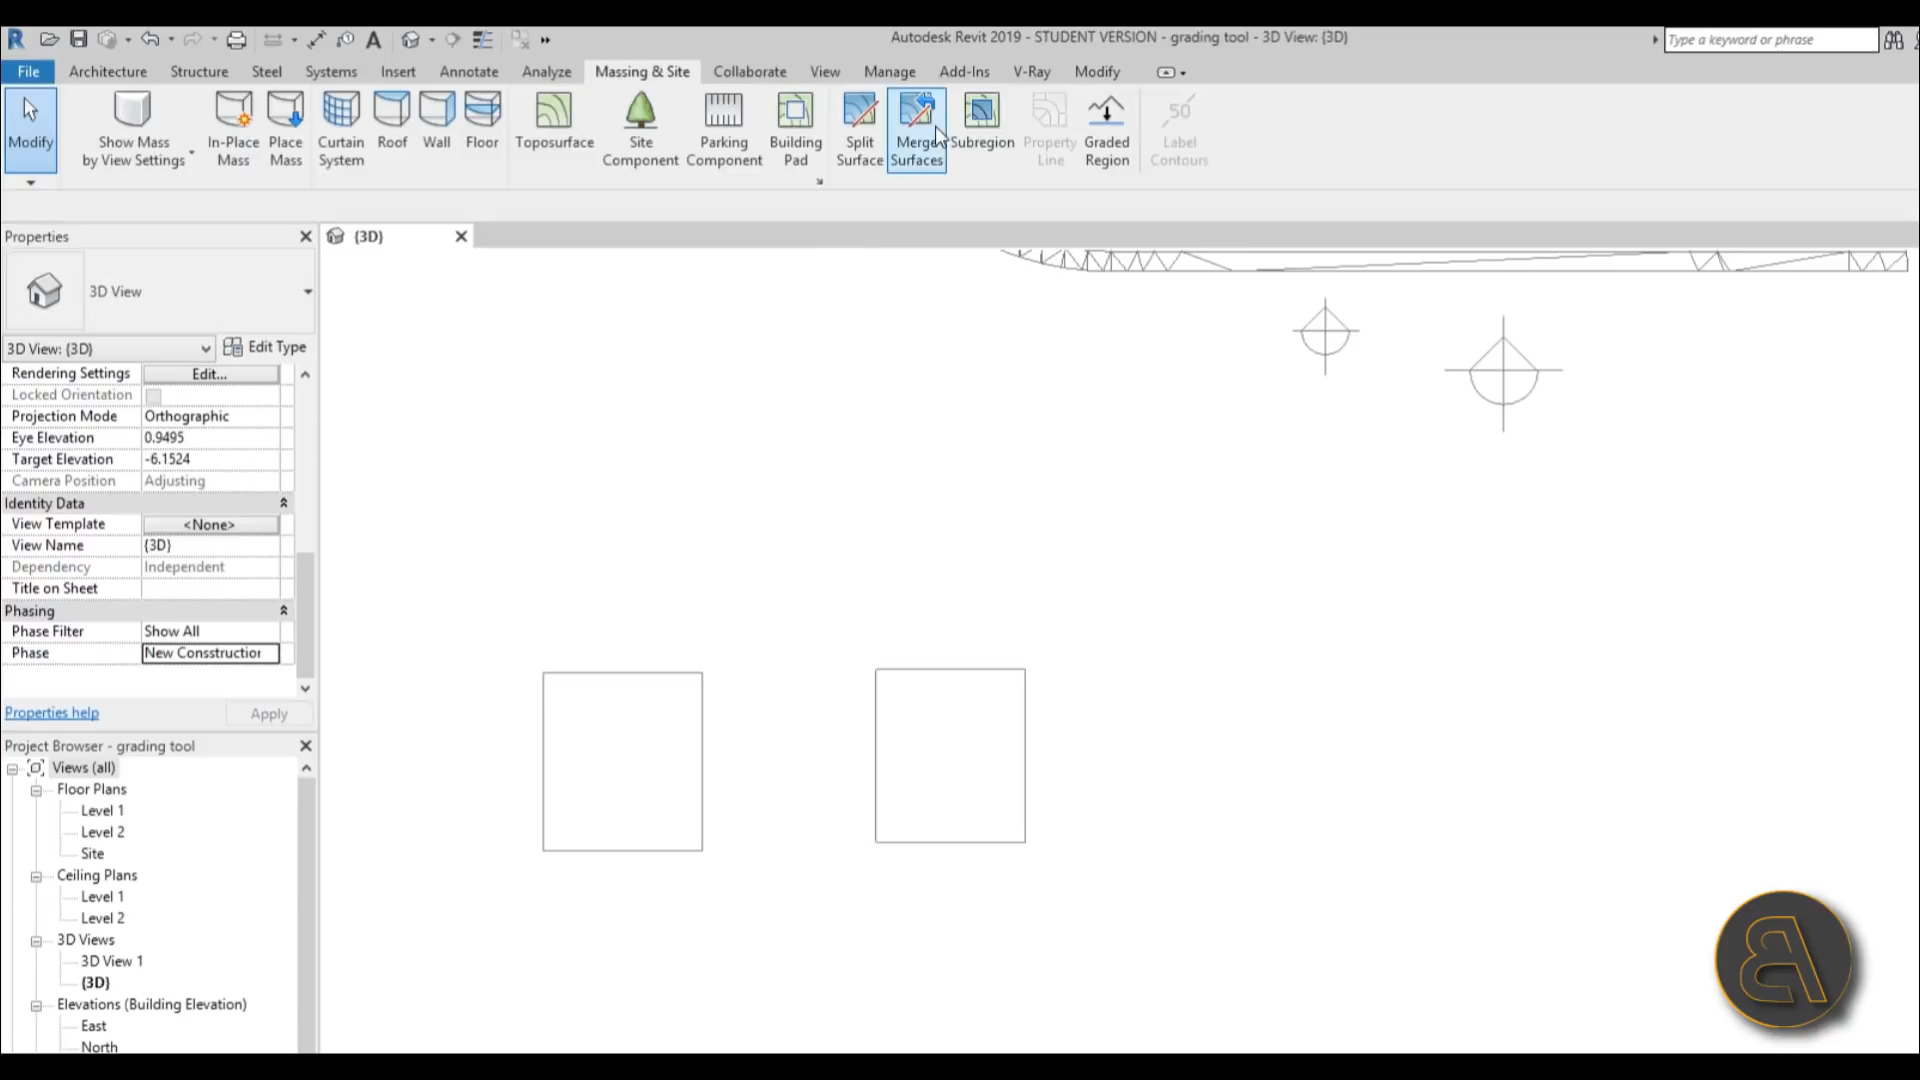 Autodesk Revit 2019 - STUDENT VERSION - grading tool - 3D View: {3D}
Type a keyword or phrase
File Architecture Structure Steel Systems Insert Annotate Analyze Massing & Site Collaborate View Manage Add-Ins V-Ray Modify
Modify
Show Mass by View Settings
In-Place Mass
Place Mass
Curtain System
Roof
Wall
Floor
Toposurface
Site Component
Parking Component
Building Pad
Split Surface
Merge Surfaces
Subregion
Property Line
Graded Region
50
Label Contours
Properties
{3D}
3D View
3D View: {3D}
Edit Type
Rendering Settings Edit...
Locked Orientation
Projection Mode Orthographic
Eye Elevation 0.9495
Target Elevation -6.1524
Camera Position Adjusting
Identity Data
View Template <None>
View Name {3D}
Dependency Independent
Title on Sheet
Phasing
Phase Filter Show All
Phase New Consstruction
Properties help Apply
Project Browser - grading tool
Views (all)
Floor Plans
Level 1
Level 2
Site
Ceiling Plans
Level 1
Level 2
3D Views
3D View 1
{3D}
Elevations (Building Elevation)
East
North